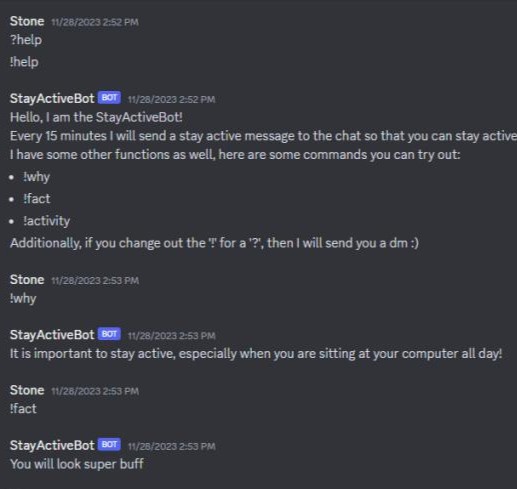 Stone 11/28/2023 2:52 PM
?help
!help
StayActiveBot BOT 11/28/2023 2:52 PM
Hello, I am the StayActiveBot!
Every 15 minutes I will send a stay active message to the chat so that you can stay active
I have some other functions as well, here are some commands you can try out:
• !why
• !fact
• !activity
Additionally, if you change out the '!' for a '?', then I will send you a dm :)
Stone 11/28/2023 2:53 PM
!why
StayActiveBot BOT 11/28/2023 2:53 PM
It is important to stay active, especially when you are sitting at your computer all day!
Stone 11/28/2023 2:53 PM
!fact
StayActiveBot BOT 11/28/2023 2:53 PM
You will look super buff